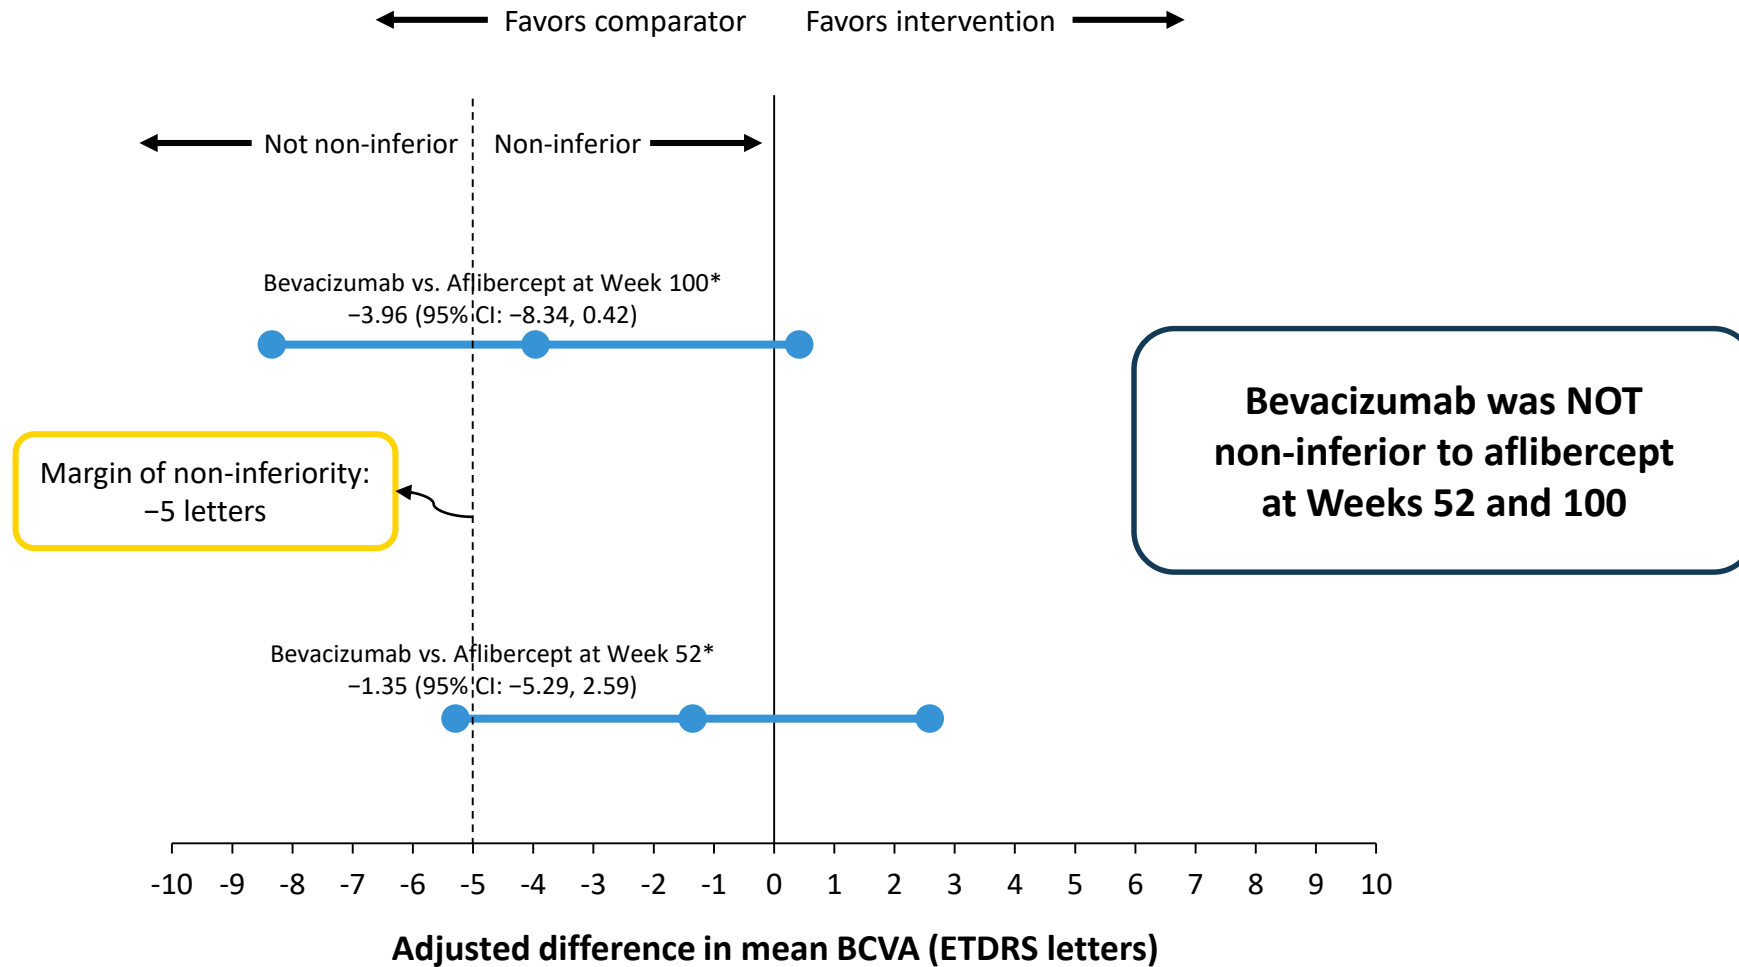 Favors comparator
Favors intervention
Not non-inferior
Non-inferior
Bevacizumab vs. Aflibercept at Week 100*
−3.96 (95% CI: −8.34, 0.42)
Bevacizumab was NOT
non-inferior to aflibercept
at Weeks 52 and 100
Margin of non-inferiority:
−5 letters
Bevacizumab vs. Aflibercept at Week 52*
−1.35 (95% CI: −5.29, 2.59)
-10 -9 -8 -7 -6 -5 -4 -3 -2 -1 0 1 2 3 4 5 6 7 8 9 10
Adjusted difference in mean BCVA (ETDRS letters)